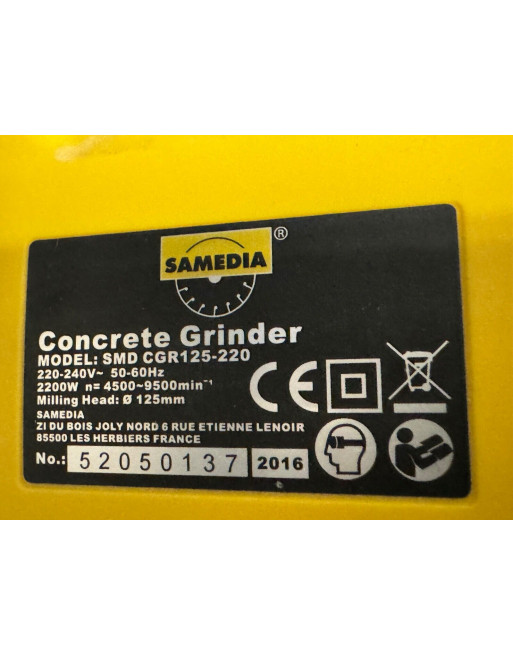 SAMEDIA ®
Concrete Grinder
MODEL: SMD CGR125-220
220-240V~ 50-60Hz
2200W n= 4500~9500min⁻¹
Milling Head: Ø 125mm
SAMEDIA
ZI DU BOIS JOLY NORD 6 RUE ETIENNE LENOIR
85500 LES HERBIERS FRANCE
No.: 52050137 2016
CE